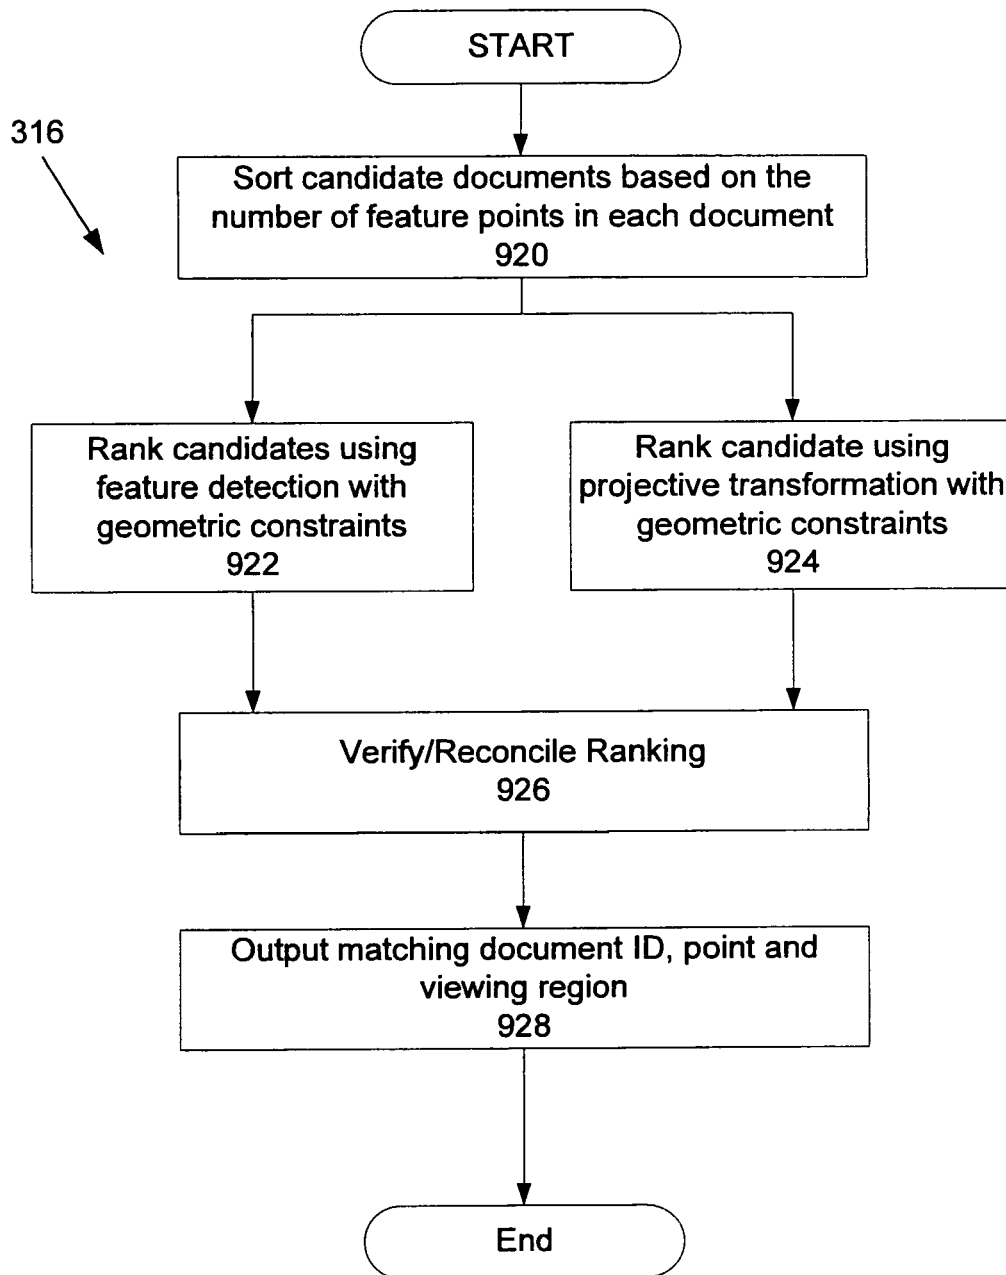 START
316
Sort candidate documents based on the
number of feature points in each document
920
Rank candidates using
feature detection with
geometric constraints
922
Rank candidate using
projective transformation with
geometric constraints
924
Verify/Reconcile Ranking
926
Output matching document ID, point and
viewing region
928
End